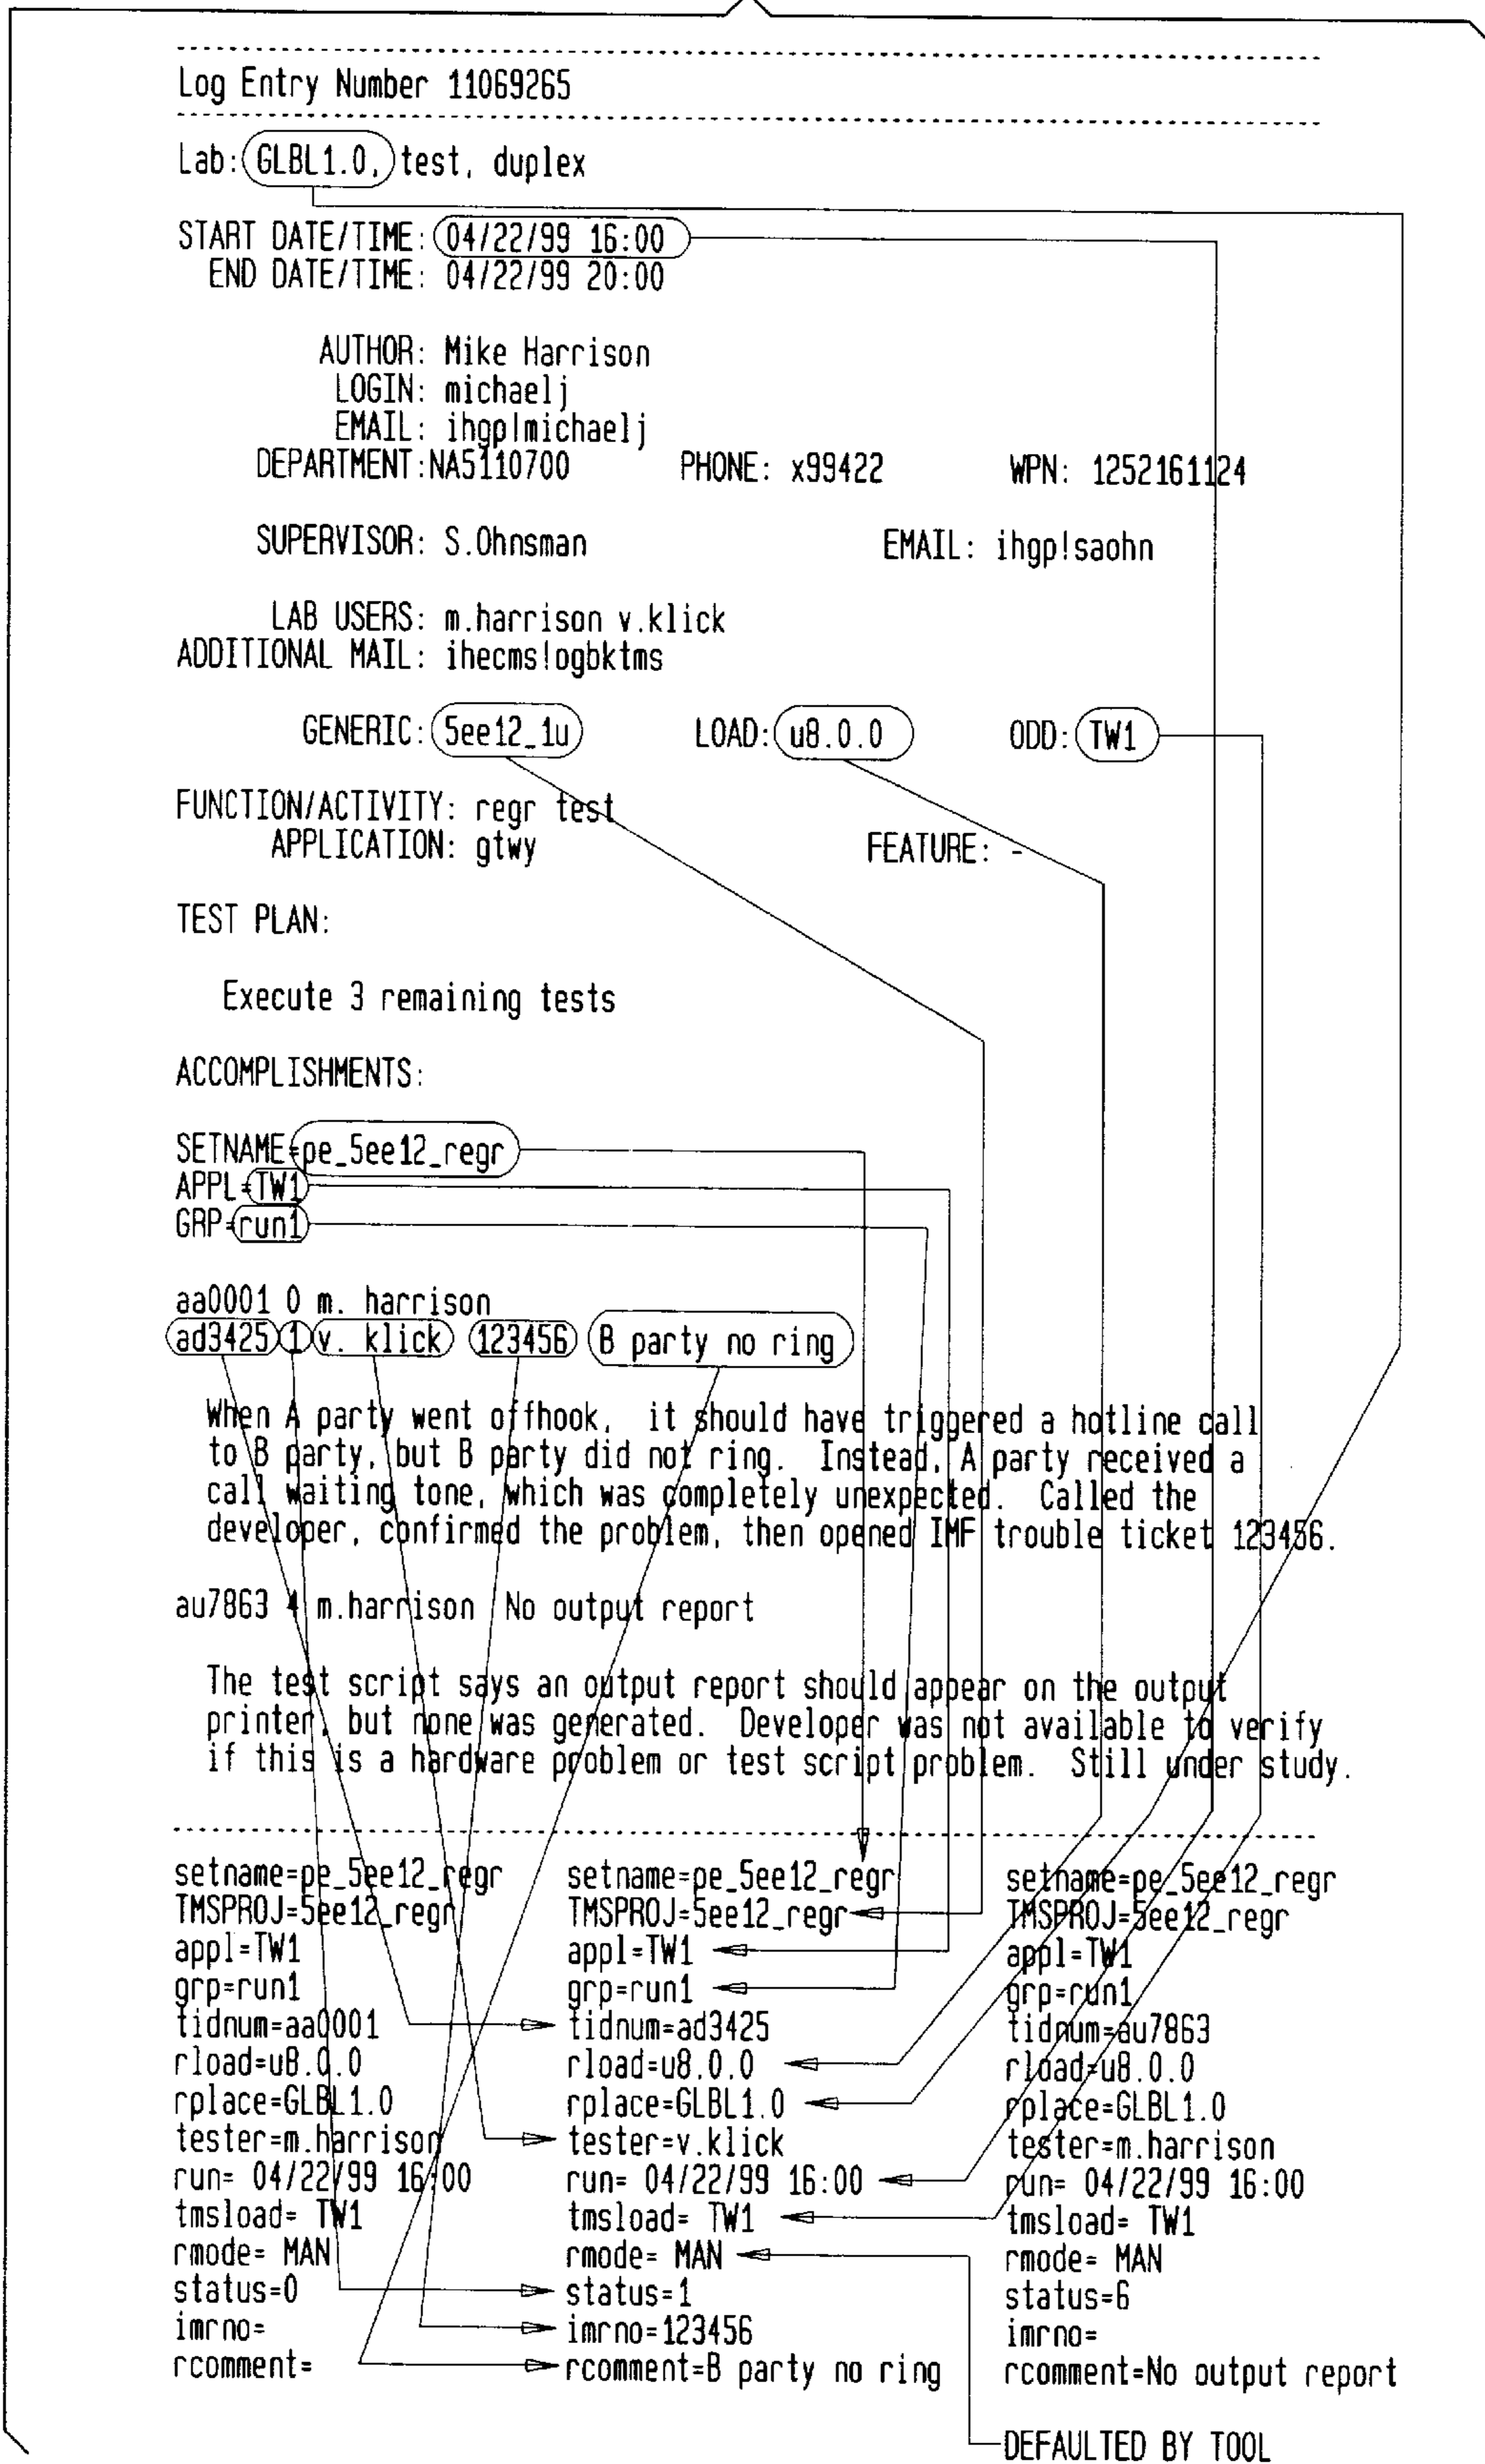 Log Entry Number 11069265
Lab: GLBL1.0, test, duplex
START DATE/TIME: 04/22/99 16:00
END DATE/TIME: 04/22/99 20:00
AUTHOR: Mike Harrison
LOGIN: michaelj
EMAIL: ihgp!michaelj
DEPARTMENT:NA5110700 PHONE: x99422 WPN: 1252161124
SUPERVISOR: S.Ohnsman EMAIL: ihgp!saohn
LAB USERS: m.harrison v.klick
ADDITIONAL MAIL: ihecms!ogbktms
GENERIC: 5ee12_1u LOAD: u8.0.0 ODD: TW1
FUNCTION/ACTIVITY: regr test
APPLICATION: gtwy FEATURE: -
TEST PLAN:
Execute 3 remaining tests
ACCOMPLISHMENTS:
SETNAME=pe_5ee12_regr
APPL=TW1
GRP=run1
aa0001 0 m. harrison
ad3425 1 v. klick 123456 B party no ring
When A party went offhook, it should have triggered a hotline call
to B party, but B party did not ring. Instead, A party received a
call waiting tone, which was completely unexpected. Called the
developer, confirmed the problem, then opened IMF trouble ticket 123456.
au7863 4 m.harrison No output report
The test script says an output report should appear on the output
printer, but none was generated. Developer was not available to verify
if this is a hardware problem or test script problem. Still under study.
setname=pe_5ee12_regr setname=pe_5ee12_regr setname=pe_5ee12_regr
TMSPROJ=5ee12_regr TMSPROJ=5ee12_regr TMSPROJ=5ee12_regr
appl=TW1 appl=TW1 appl=TW1
grp=run1 grp=run1 grp=run1
tidnum=aa0001 tidnum=ad3425 tidnum=au7863
rload=u8.0.0 rload=u8.0.0 rload=u8.0.0
rplace=GLBL1.0 rplace=GLBL1.0 rplace=GLBL1.0
tester=m.harrison tester=v.klick tester=m.harrison
run= 04/22/99 16:00 run= 04/22/99 16:00 run= 04/22/99 16:00
tmsload= TW1 tmsload= TW1 tmsload= TW1
rmode= MAN rmode= MAN rmode= MAN
status=0 status=1 status=6
imrno= imrno=123456 imrno=
rcomment= rcomment=B party no ring rcomment=No output report
DEFAULTED BY TOOL